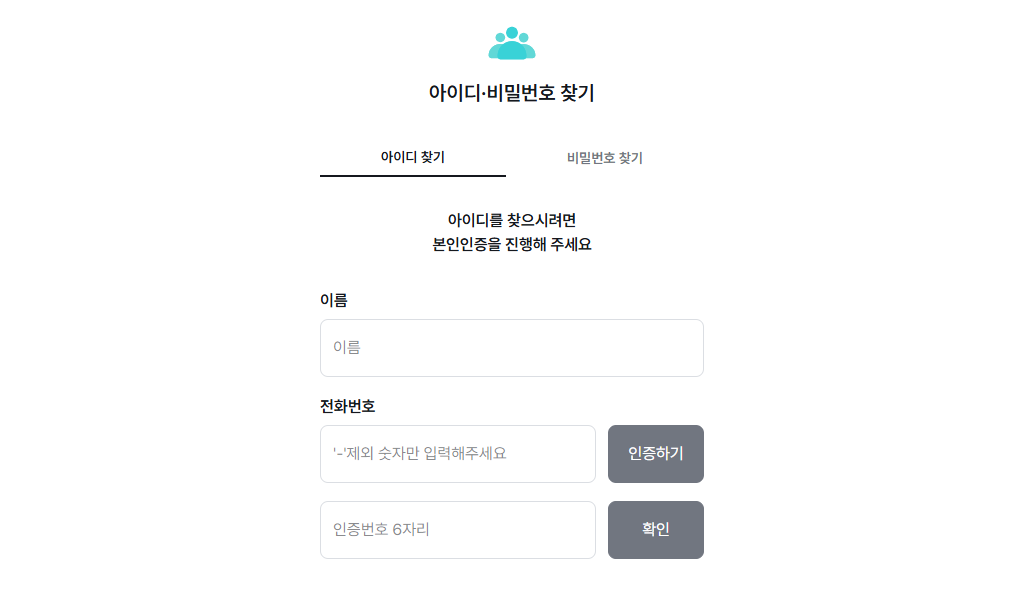 아이디·비밀번호 찾기
아이디 찾기
비밀번호 찾기
아이디를 찾으시려면
본인인증을 진행해 주세요
이름
이름
전화번호
'-'제외 숫자만 입력해주세요
인증하기
인증번호 6자리
확인